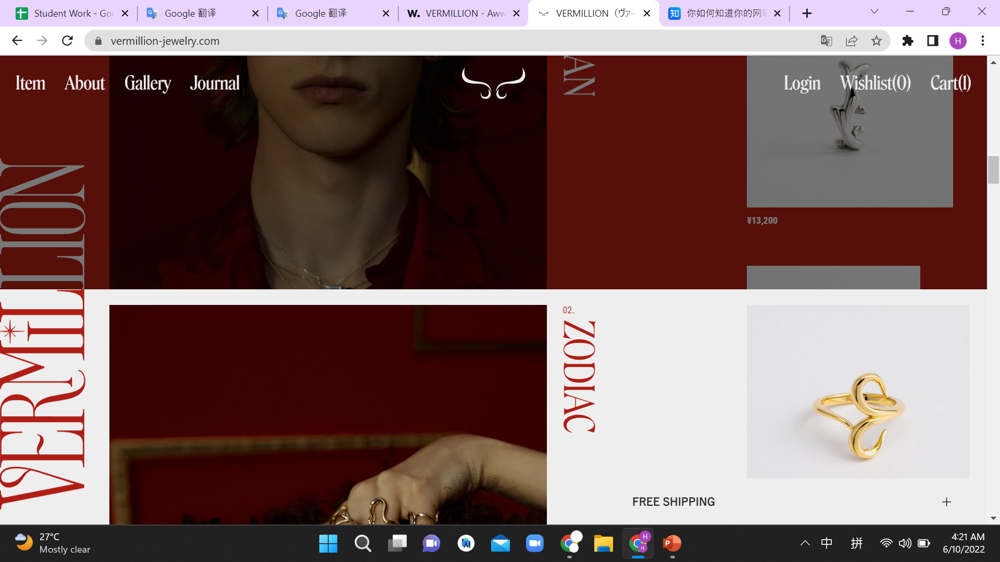 Student Work - Goo
Google 翻译
Google 翻译
W.
VERMILLION - Aww
VERMILLION（ヴァー
知
你如何知道你的网站
vermillion-jewelry.com
H
Item
About
Gallery
Journal
Login
Wishlist(0)
Cart(1)
AN
¥13,200
VERMILLION
02.
ZODIAC
FREE SHIPPING
27°C
Mostly clear
中
拼
4:21 AM
6/10/2022